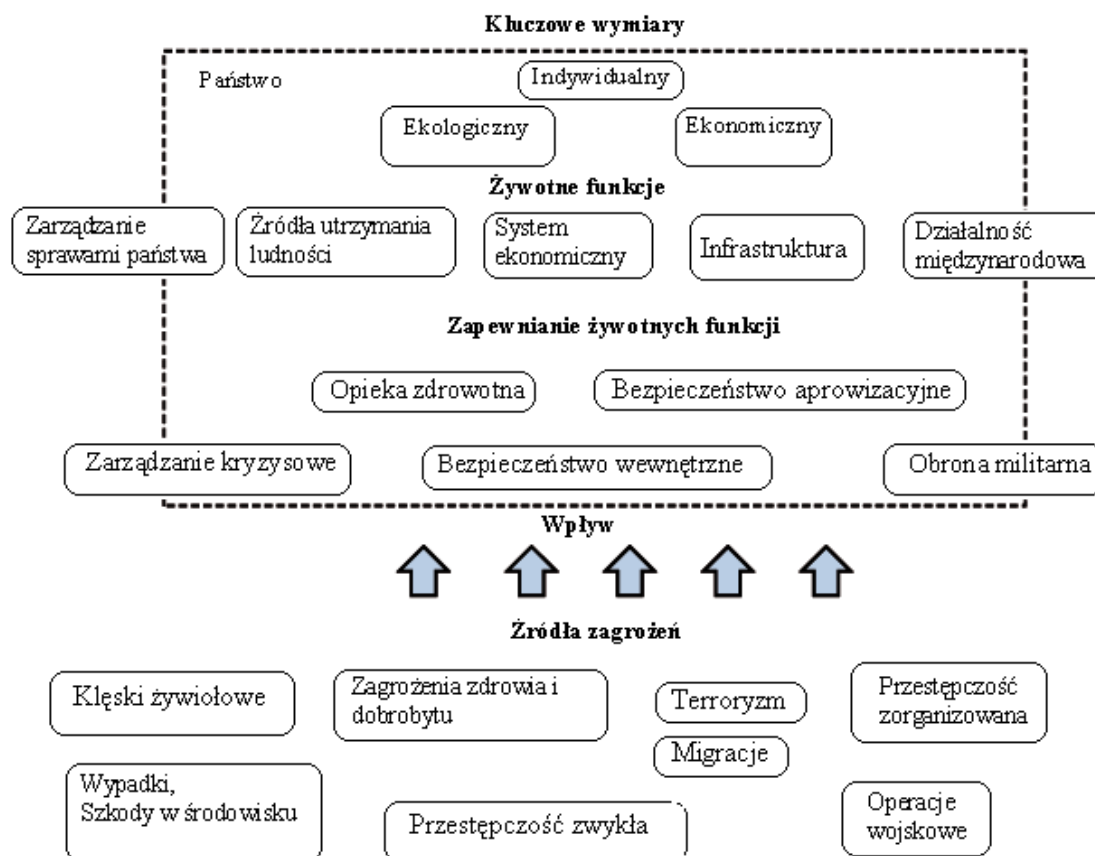 Kluczowe wymiary
Państwo
Indywidualny
Ekologiczny
Ekonomiczny
Żywotne funkcje
Zarządzanie
sprawami państwa
Źródła utrzymania
ludności
System
ekonomiczny
Infrastruktura
Działalność
międzynarodowa
Zapewnianie żywotnych funkcji
Opieka zdrowotna
Bezpieczeństwo aprowizacyjne
Zarządzanie kryzysowe
Bezpieczeństwo wewnętrzne
Obrona militarna
Wpływ
Źródła zagrożeń
Klęski żywiołowe
Zagrożenia zdrowia i
dobrobytu
Terroryzm
Przestępczość
zorganizowana
Migracje
Wypadki,
Szkody w środowisku
Przestępczość zwykła
Operacje
wojskowe